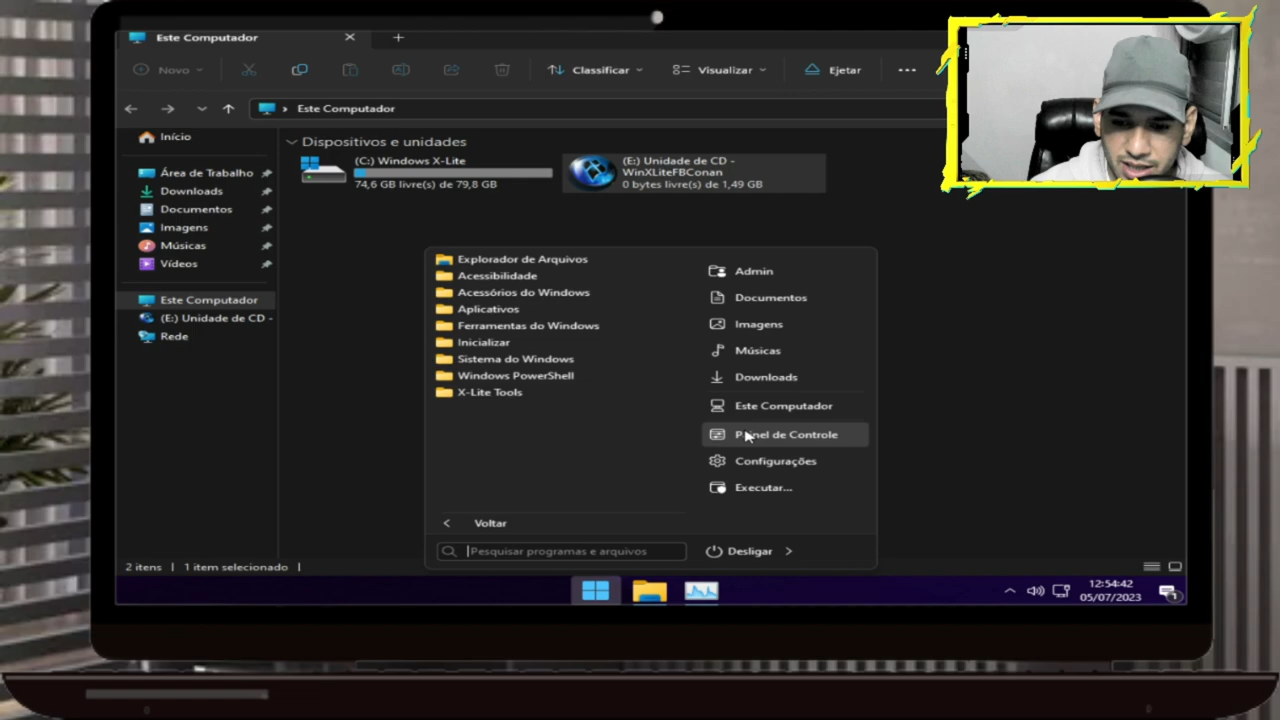 Este Computador
Novo
Classificar
Visualizar
Ejetar
Este Computador
Início
Área de Trabalho
Downloads
Documentos
Imagens
Músicas
Vídeos
Este Computador
(E:) Unidade de CD -
Rede
Dispositivos e unidades
(C:) Windows X-Lite
74,6 GB livre(s) de 79,8 GB
(E:) Unidade de CD -
WinXLiteFBConan
0 bytes livre(s) de 1,49 GB
Explorador de Arquivos
Acessibilidade
Acessórios do Windows
Aplicativos
Ferramentas do Windows
Inicializar
Sistema do Windows
Windows PowerShell
X-Lite Tools
Voltar
Pesquisar programas e arquivos
Admin
Documentos
Imagens
Músicas
Downloads
Este Computador
Painel de Controle
Configurações
Executar...
Desligar
2 itens
1 item selecionado
12:54:42
05/07/2023
1